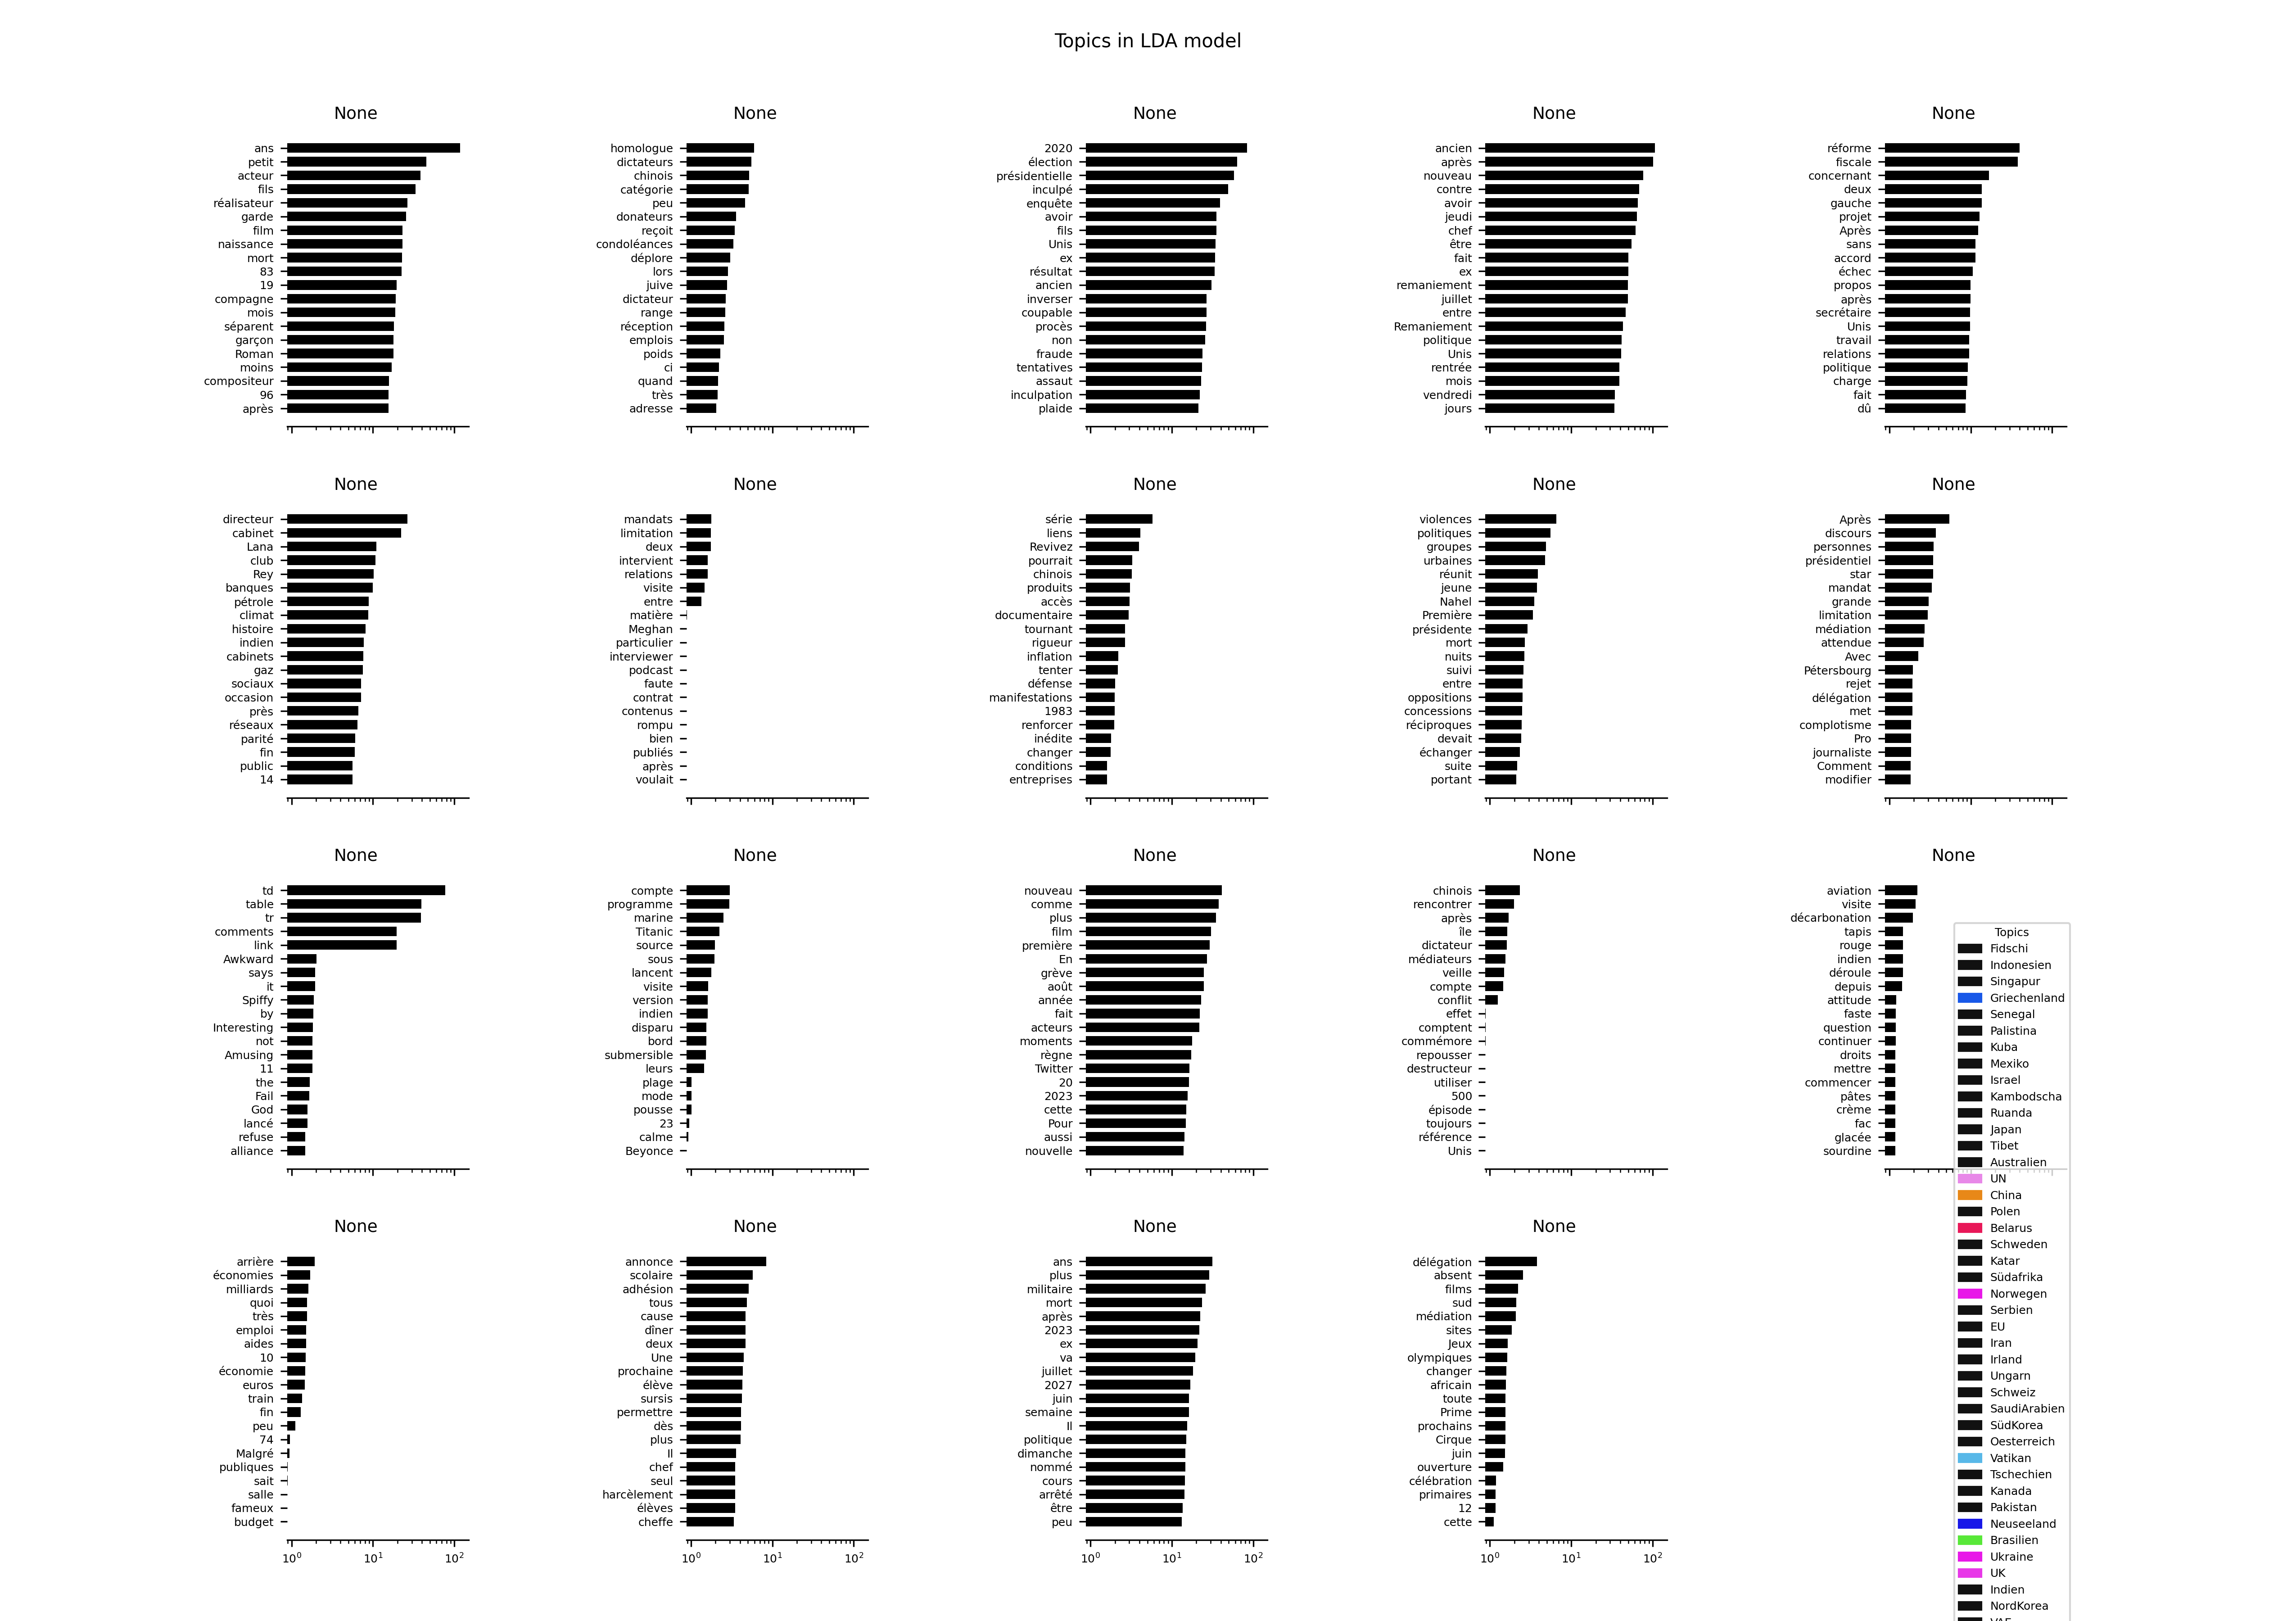 Topics in LDA model
None
ans
petit
acteur
fils
réalisateur
garde
film
naissance
mort
83
19
compagne
mois
séparent
garçon
Roman
moins
compositeur
96
après
None
homologue
dictateurs
chinois
catégorie
peu
donateurs
reçoit
condoléances
déplore
lors
juive
dictateur
range
réception
emplois
poids
ci
quand
très
adresse
None
2020
élection
présidentielle
inculpé
enquête
avoir
fils
Unis
ex
résultat
ancien
inverser
coupable
procès
non
fraude
tentatives
assaut
inculpation
plaide
None
ancien
après
nouveau
contre
avoir
jeudi
chef
être
fait
ex
remaniement
juillet
entre
Remaniement
politique
Unis
rentrée
mois
vendredi
jours
None
réforme
fiscale
concernant
deux
gauche
projet
Après
sans
accord
échec
propos
après
secrétaire
Unis
travail
relations
politique
charge
fait
dû
None
directeur
cabinet
Lana
club
Rey
banques
pétrole
climat
histoire
indien
cabinets
gaz
sociaux
occasion
près
réseaux
parité
fin
public
14
None
mandats
limitation
deux
intervient
relations
visite
entre
matière
Meghan
particulier
interviewer
podcast
faute
contrat
contenus
rompu
bien
publiés
après
voulait
None
série
liens
Revivez
pourrait
chinois
produits
accès
documentaire
tournant
rigueur
inflation
tenter
défense
manifestations
1983
renforcer
inédite
changer
conditions
entreprises
None
violences
politiques
groupes
urbaines
réunit
jeune
Nahel
Première
présidente
mort
nuits
suivi
entre
oppositions
concessions
réciproques
devait
échanger
suite
portant
None
Après
discours
personnes
présidentiel
star
mandat
grande
limitation
médiation
attendue
Avec
Pétersbourg
rejet
délégation
met
complotisme
Pro
journaliste
Comment
modifier
None
td
table
tr
comments
link
Awkward
says
it
Spiffy
by
Interesting
not
Amusing
11
the
Fail
God
lancé
refuse
alliance
None
compte
programme
marine
Titanic
source
sous
lancent
visite
version
indien
disparu
bord
submersible
leurs
plage
mode
pousse
23
calme
Beyonce
None
nouveau
comme
plus
film
première
En
grève
août
année
fait
acteurs
moments
règne
Twitter
20
2023
cette
Pour
aussi
nouvelle
None
chinois
rencontrer
après
île
dictateur
médiateurs
veille
compte
conflit
effet
comptent
commémore
repousser
destructeur
utiliser
500
épisode
toujours
référence
Unis
None
aviation
visite
décarbonation
tapis
rouge
indien
déroule
depuis
attitude
faste
question
continuer
droits
mettre
commencer
pâtes
crème
fac
glacée
sourdine
None
arrière
économies
milliards
quoi
très
emploi
aides
10
économie
euros
train
fin
peu
74
Malgré
publiques
sait
salle
fameux
budget
10⁰ 10¹ 10²
None
annonce
scolaire
adhésion
tous
cause
dîner
deux
Une
prochaine
élève
sursis
permettre
dès
plus
Il
chef
seul
harcèlement
élèves
cheffe
10⁰ 10¹ 10²
None
ans
plus
militaire
mort
après
2023
ex
va
juillet
2027
juin
semaine
Il
politique
dimanche
nommé
cours
arrêté
être
peu
10⁰ 10¹ 10²
None
délégation
absent
films
sud
médiation
sites
Jeux
olympiques
changer
africain
toute
Prime
prochains
Cirque
juin
ouverture
célébration
primaires
12
cette
10⁰ 10¹ 10²
Topics
Fidschi
Indonesien
Singapur
Griechenland
Senegal
Palistina
Kuba
Mexiko
Israel
Kambodscha
Ruanda
Japan
Tibet
Australien
UN
China
Polen
Belarus
Schweden
Katar
Südafrika
Norwegen
Serbien
EU
Iran
Irland
Ungarn
Schweiz
SaudiArabien
SüdKorea
Oesterreich
Vatikan
Tschechien
Kanada
Pakistan
Neuseeland
Brasilien
Ukraine
UK
Indien
NordKorea